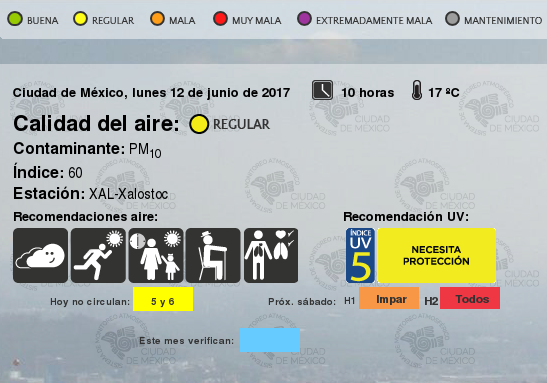 BUENA REGULAR MALA MUY MALA EXTREMADAMENTE MALA MANTENIMIENTO
Ciudad de México, lunes 12 de junio de 2017 10 horas 17 ºC
Calidad del aire: REGULAR
Contaminante: PM10
Índice: 60
Estación: XAL-Xalostoc
Recomendaciones aire: Recomendación UV:
ÍNDICE
UV
5
NECESITA
PROTECCIÓN
Hoy no circulan: 5 y 6 Próx. sábado: H1 Impar H2 Todos
Este mes verifican:
CIUDAD
DE MÉXICO